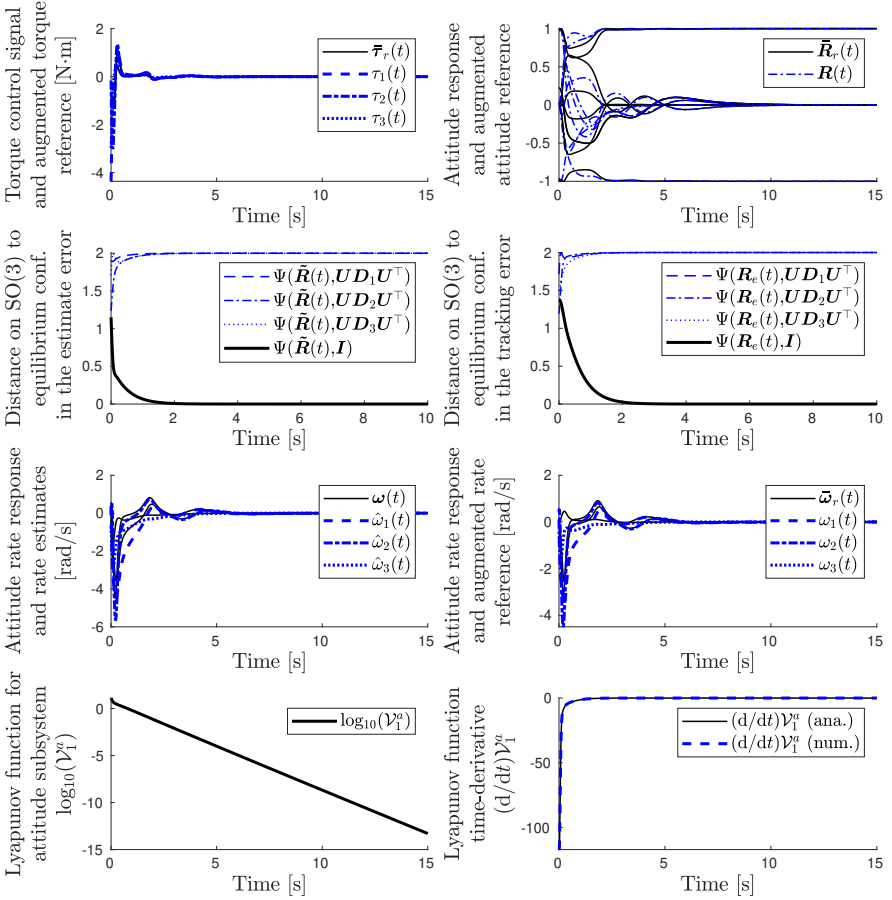 Torque control signal
and augmented torque
reference [N·m]
2
0
-2
-4
0
5
10
15
Time [s]
τ̄_r(t)
τ_1(t)
τ_2(t)
τ_3(t)
Attitude response
and augmented
attitude reference
1
0.5
0
-0.5
-1
0
5
10
15
Time [s]
R̄_r(t)
R(t)
Distance on SO(3) to
equilibrium conf.
in the estimate error
2
1.5
1
0.5
0
0
2
4
6
8
10
Time [s]
Ψ(R̃(t),UD_1U^⊤)
Ψ(R̃(t),UD_2U^⊤)
Ψ(R̃(t),UD_3U^⊤)
Ψ(R̃(t),I)
Distance on SO(3) to
equilibrium conf.
in the tracking error
2
1.5
1
0.5
0
0
2
4
6
8
10
Time [s]
Ψ(R_e(t),UD_1U^⊤)
Ψ(R_e(t),UD_2U^⊤)
Ψ(R_e(t),UD_3U^⊤)
Ψ(R_e(t),I)
Attitude rate response
and rate estimates
[rad/s]
2
0
-2
-4
-6
0
5
10
15
Time [s]
ω(t)
ω̂_1(t)
ω̂_2(t)
ω̂_3(t)
Attitude rate response
and augmented rate
reference [rad/s]
2
0
-2
-4
0
5
10
15
Time [s]
ω̄_r(t)
ω_1(t)
ω_2(t)
ω_3(t)
Lyapunov function for
attitude subsystem
log_10(𝒱_1^a)
0
-5
-10
-15
0
5
10
15
Time [s]
log_10(𝒱_1^a)
Lyapunov function
time-derivative
(d/dt)𝒱_1^a
0
-50
-100
0
5
10
15
Time [s]
(d/dt)𝒱_1^a (ana.)
(d/dt)𝒱_1^a (num.)